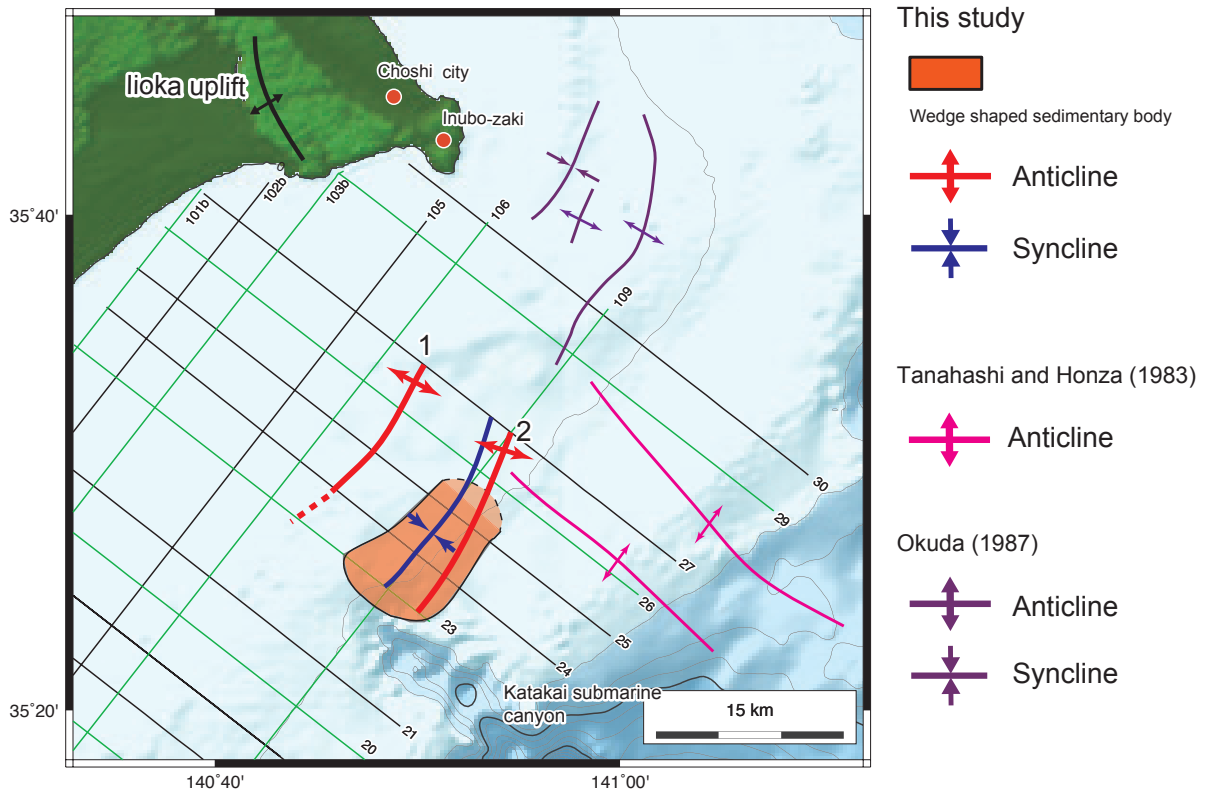 This study
Wedge shaped sedimentary body
Anticline
Syncline
Tanahashi and Honza (1983)
Anticline
Okuda (1987)
Anticline
Syncline
Iioka uplift
Choshi city
Inubo-zaki
101b
102b
103b
105
106
109
1
2
30
29
27
26
25
24
23
21
20
Katakai submarine
canyon
15 km
35˚40'
35˚20'
140˚40'
141˚00'